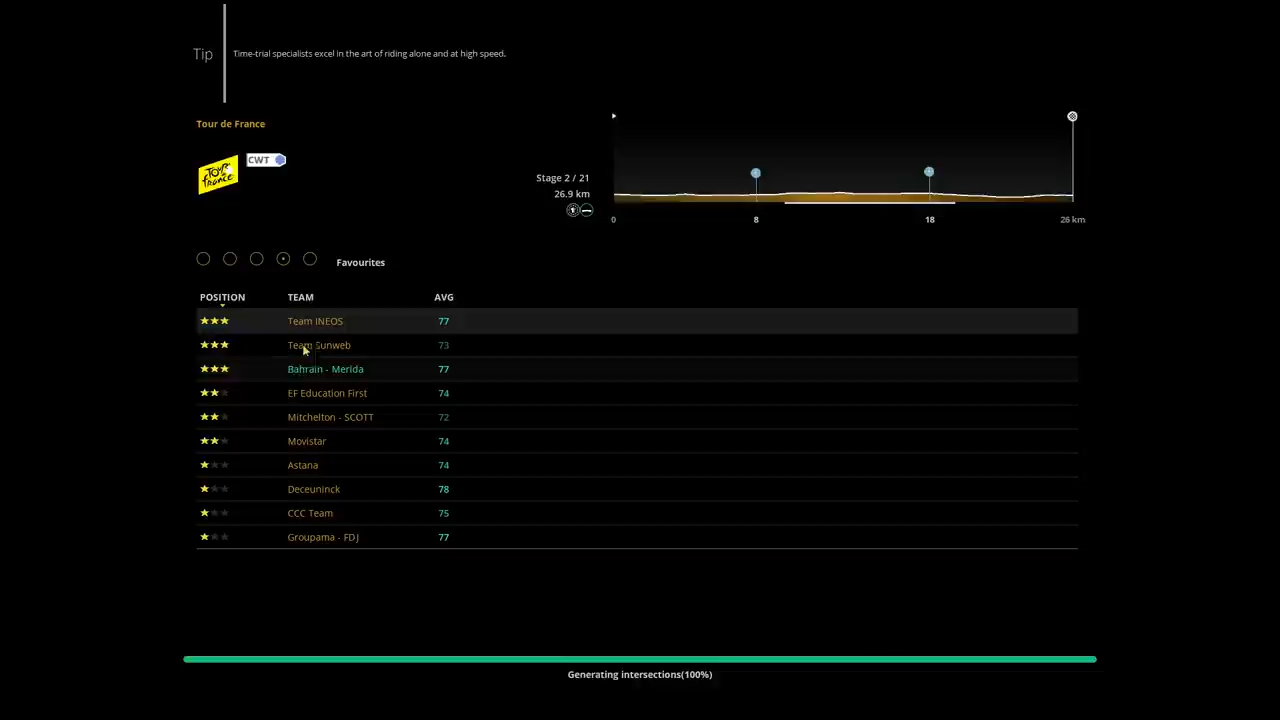 Tip
Time-trial specialists excel in the art of riding alone and at high speed.
Tour de France
TOUR de france
CWT
Stage 2 / 21
26.9 km
0 8 18 26 km
Favourites
POSITION TEAM AVG
Team INEOS 77
Team Sunweb 73
Bahrain - Merida 77
EF Education First 74
Mitchelton - SCOTT 72
Movistar 74
Astana 74
Deceuninck 78
CCC Team 75
Groupama - FDJ 77
Generating intersections(100%)